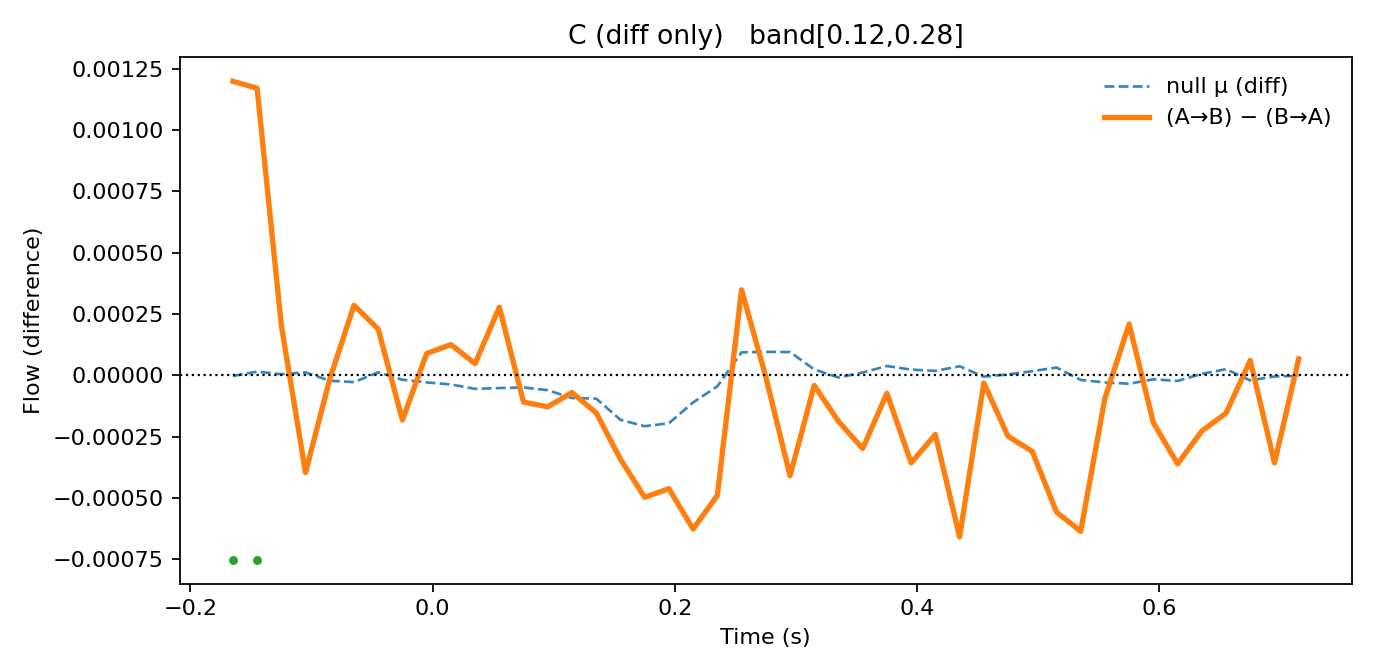 C (diff only)   band[0.12,0.28]
0.00125
0.00100
0.00075
0.00050
0.00025
0.00000
−0.00025
−0.00050
−0.00075
Flow (difference)
null μ (diff)
(A→B) − (B→A)
−0.2
0.0
0.2
0.4
0.6
Time (s)